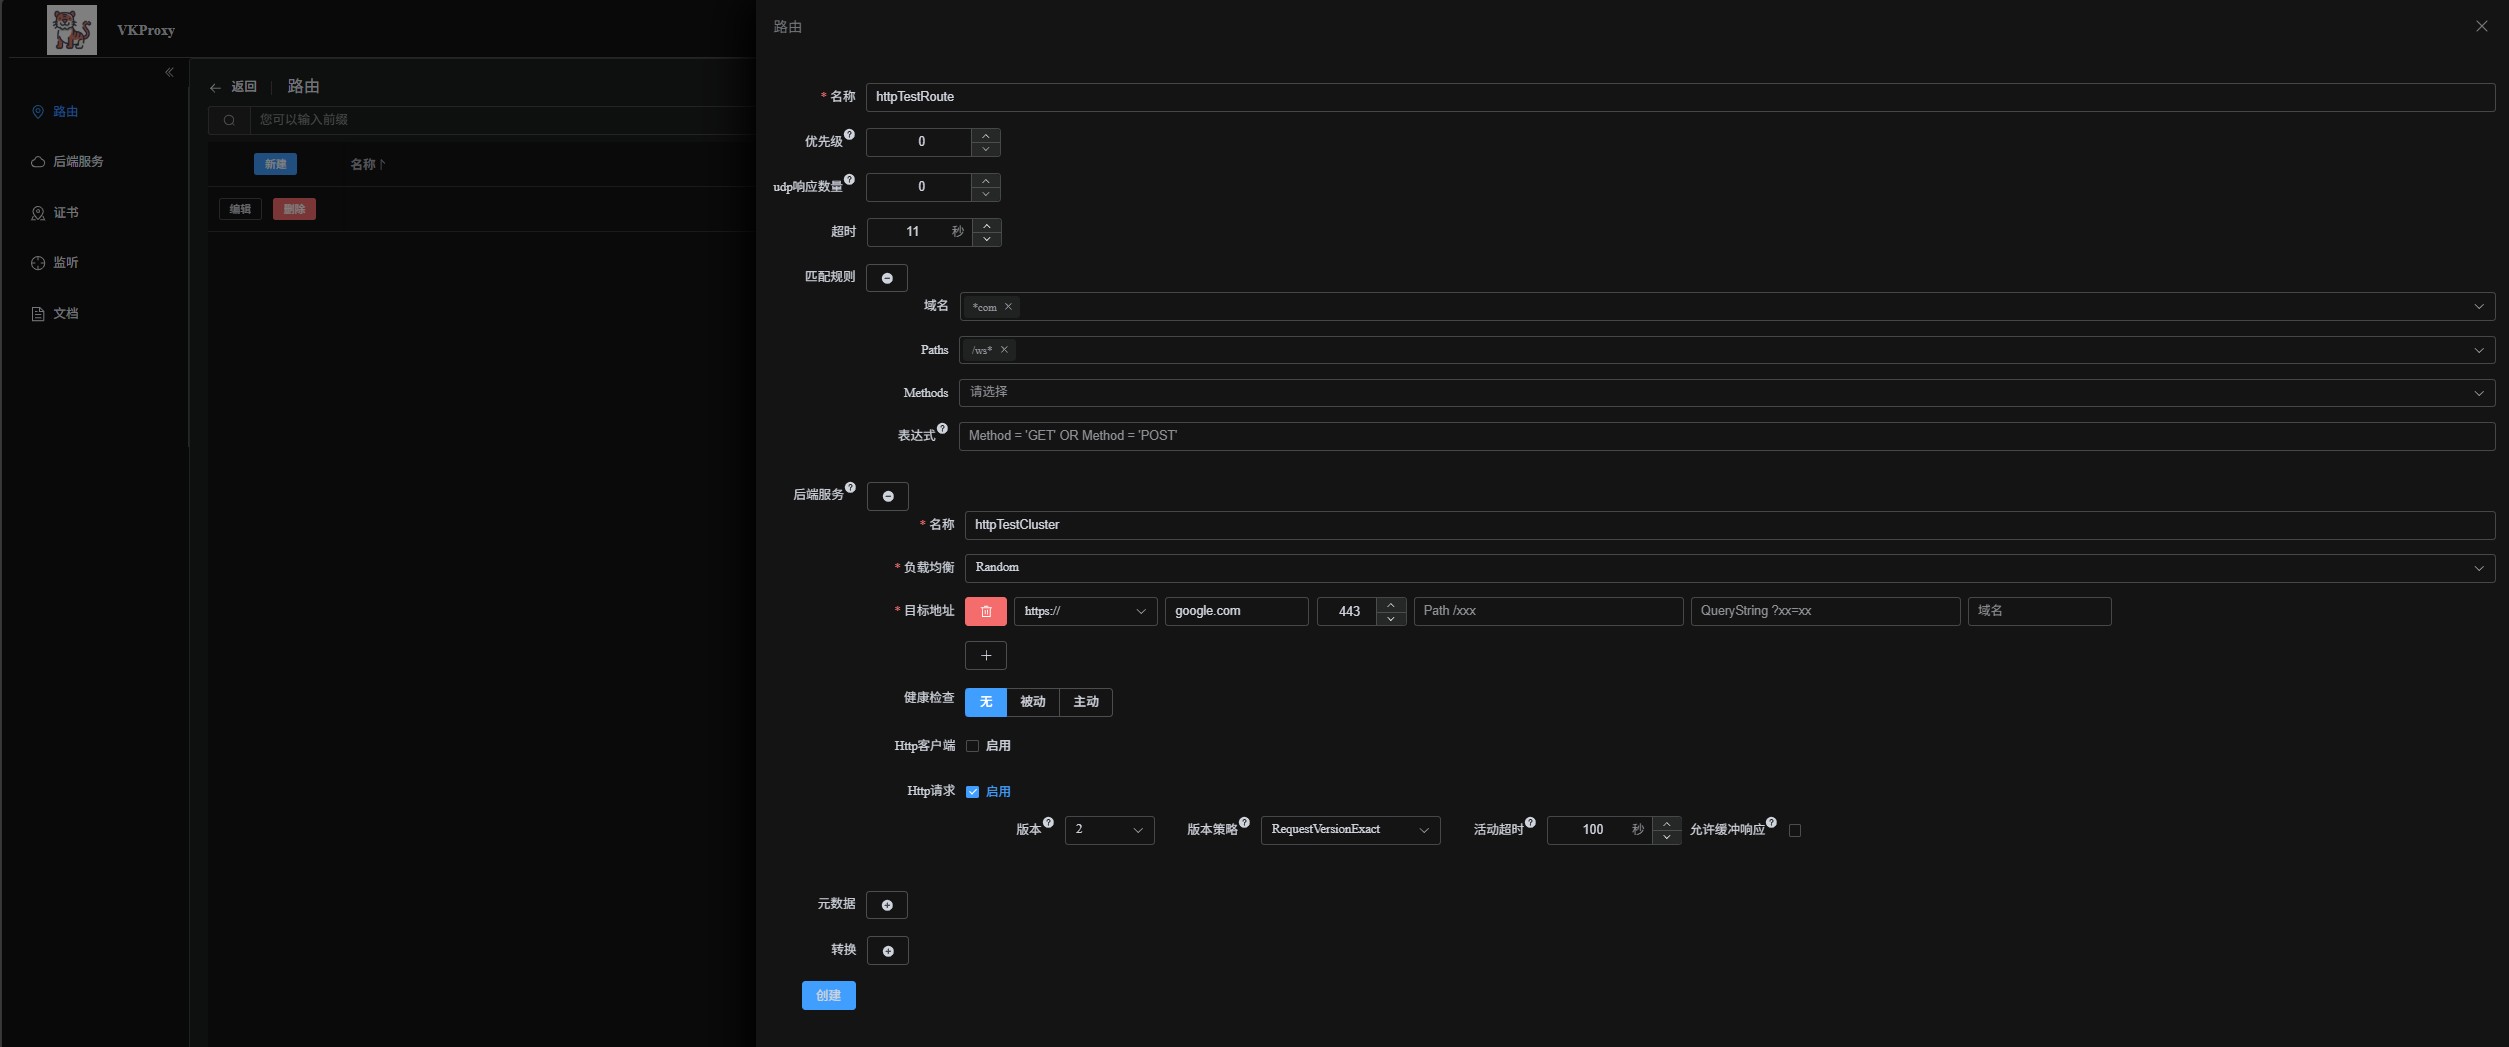 VKProxy
路由
后端服务
证书
监听
文档
返回 路由
您可以输入前缀
新建 名称
编辑 删除
路由
* 名称 httpTestRoute
优先级 0
udp响应数量 0
超时 11 秒
匹配规则
域名 *com
Paths /ws*
Methods 请选择
表达式 Method = 'GET' OR Method = 'POST'
后端服务
* 名称 httpTestCluster
* 负载均衡 Random
* 目标地址 https:// google.com 443 Path /xxx QueryString ?xx=xx 域名
健康检查 无 被动 主动
Http客户端 启用
Http请求 启用
版本 2 版本策略 RequestVersionExact 活动超时 100 秒 允许缓冲响应
元数据
转换
创建